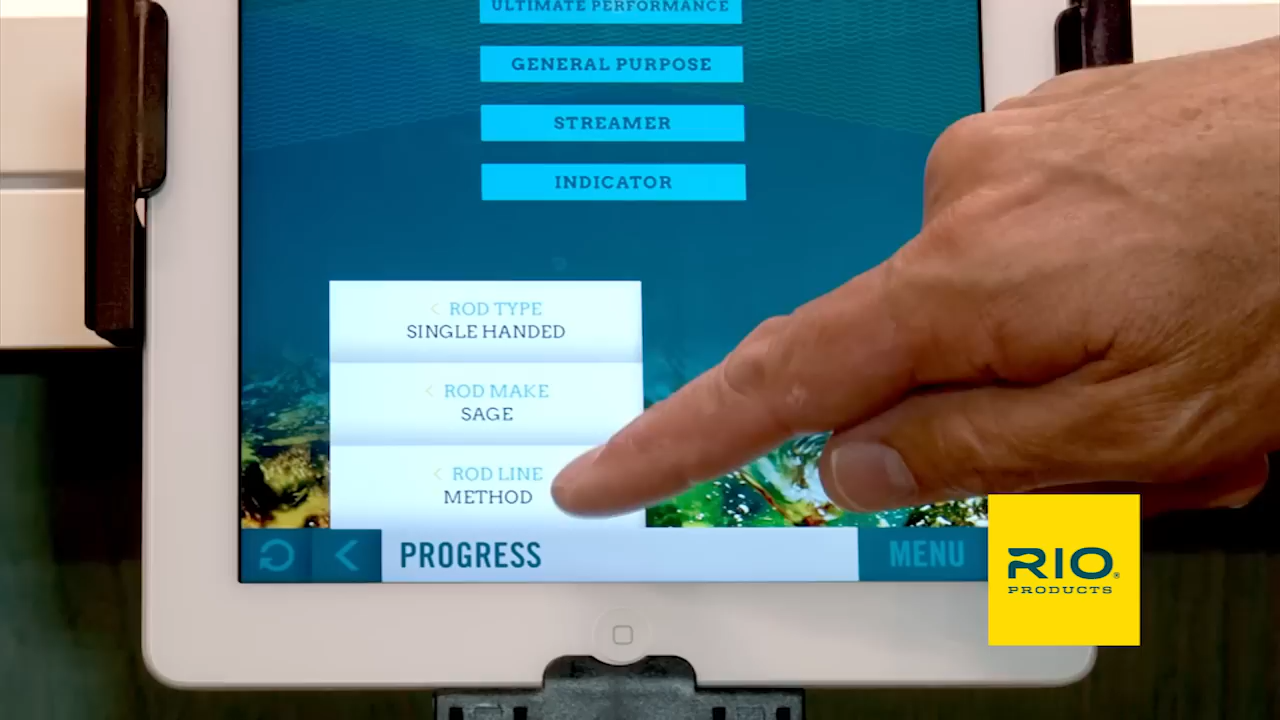 ULTIMATE PERFORMANCE
GENERAL PURPOSE
STREAMER
INDICATOR
< ROD TYPE
SINGLE HANDED
< ROD MAKE
SAGE
< ROD LINE
METHOD
PROGRESS
MENU
RIO®
PRODUCTS